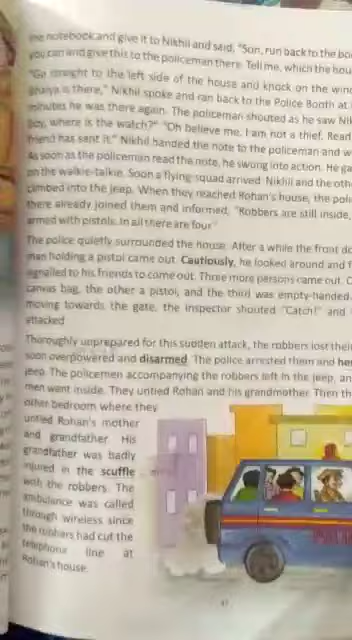 the notebook and give it to Nikhil and said, "Son, run back to the
you can and give this to the policeman there. Tell me, which the
"Go straight to the left side of the house and knock on the
Bhaiya is there," Nikhil spoke and ran back to the Police Booth at
minutes he was there again. The policeman shouted as he saw
boy, where is the watch?" "Oh believe me, I am not a thief. Read
friend has sent it." Nikhil handed the note to the policeman and
As soon as the policeman read the note, he swung into action. He
on the walkie-talkie. Soon a flying squad arrived. Nikhil and the
climbed into the jeep. When they reached Rohan's house, the
there already joined them and informed, "Robbers are still inside,
armed with pistols. In all there are four"
The police quietly surrounded the house. After a while the front
man holding a pistol came out. Cautiously, he looked around and
signalled to his friends to come out. Three more persons came out.
canvas bag, the other a pistol, and the third was empty-handed
moving towards the gate, the inspector shouted "Catch!" and
attacked
Thoroughly unprepared for this sudden attack, the robbers lost
soon overpowered and disarmed. The police arrested them and
jeep. The policemen accompanying the robbers left in the jeep,
men went inside. They untied Rohan and his grandmother. Then
other bedroom where they
untied Rohan's mother
and grandfather. His
grandfather was badly
injured in the scuffle
with the robbers. The
ambulance was called
through wireless since
the robbers had cut the
telephone line at
Rohan's house.